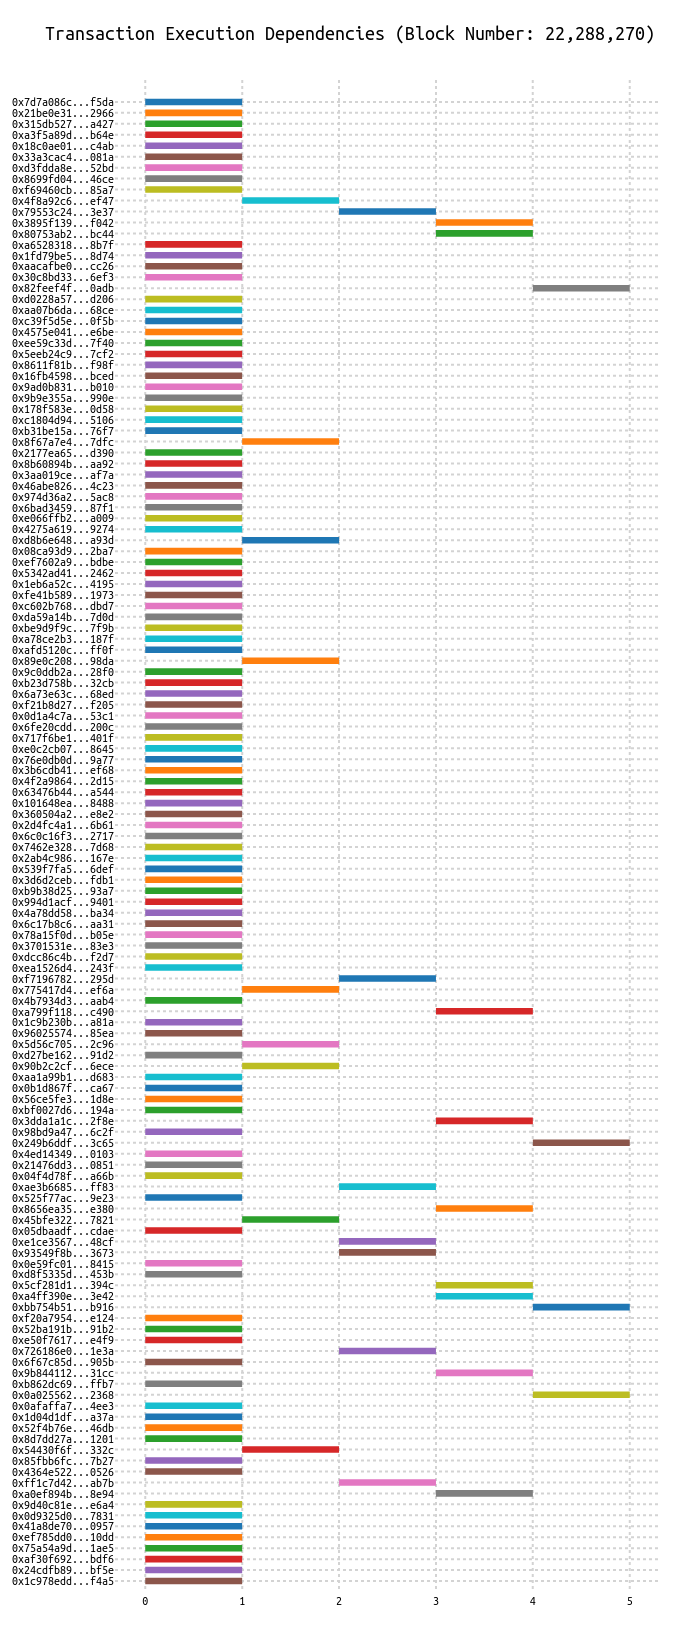 Transaction Execution Dependencies (Block Number: 22,288,270)
0x7d7a086c...f5da
0x21be0e31...2966
0x315db527...a427
0xa3f5a89d...b64e
0x18c0ae01...c4ab
0x33a3cac4...081a
0xd3fdda8e...52bd
0x8699fd04...46ce
0xf69460cb...85a7
0x4f8a92c6...ef47
0x79553c24...3e37
0x3895f139...f042
0x80753ab2...bc44
0xa6528318...8b7f
0x1fd79be5...8d74
0xaacafbe0...cc26
0x30c8bd33...6ef3
0x82feef4f...0adb
0xd0228a57...d206
0xaa07b6da...68ce
0xc39f5d5e...0f5b
0x4575e041...e6be
0xee59c33d...7f40
0x5eeb24c9...7cf2
0x8611f81b...f98f
0x16fb4598...bced
0x9ad0b831...b010
0x9b9e355a...990e
0x178f583e...0d58
0xc1804d94...5106
0xb31be15a...76f7
0x8f67a7e4...7dfc
0x2177ea65...d390
0x8b60894b...aa92
0x3aa019ce...af7a
0x46abe826...4c23
0x974d36a2...5ac8
0x6bad3459...87f1
0xe066ffb2...a009
0x4275a619...9274
0xd8b6e648...a93d
0x08ca93d9...2ba7
0xef7602a9...bdbe
0x5342ad41...2462
0x1eb6a52c...4195
0xfe41b589...1973
0xc602b768...dbd7
0xda59a14b...7d0d
0xbe9d9f9c...7f9b
0xa78ce2b3...187f
0xafd5120c...ff0f
0x89e0c208...98da
0x9c0ddb2a...28f0
0xb23d758b...32cb
0x6a73e63c...68ed
0xf21b8d27...f205
0x0d1a4c7a...53c1
0x6fe20cdd...200c
0x717f6be1...401f
0xe0c2cb07...8645
0x76e0db0d...9a77
0x3b6cdb41...ef68
0x4f2a9864...2d15
0x63476b44...a544
0x101648ea...8488
0x360504a2...e8e2
0x2d4fc4a1...6b61
0x6c0c16f3...2717
0x7462e328...7d68
0x2ab4c986...167e
0x539f7fa5...6def
0x3d6d2ceb...fdb1
0xb9b38d25...93a7
0x994d1acf...9401
0x4a78dd58...ba34
0x6c17b8c6...aa31
0x78a15f0d...b05e
0x3701531e...83e3
0xdcc86c4b...f2d7
0xea1526d4...243f
0xf7196782...295d
0x775417d4...ef6a
0x4b7934d3...aab4
0xa799f118...c490
0x1c9b230b...a81a
0x96025574...85ea
0x5d56c705...2c96
0xd27be162...91d2
0x90b2c2cf...6ece
0xaa1a99b1...d683
0x0b1d867f...ca67
0x56ce5fe3...1d8e
0xbf0027d6...194a
0x3dda1a1c...2f8e
0x98bd9a47...6c2f
0x249b6ddf...3c65
0x4ed14349...0103
0x21476dd3...0851
0x04f4d78f...a66b
0xae3b6685...ff83
0x525f77ac...9e23
0x8656ea35...e380
0x45bfe322...7821
0x05dbaadf...cdae
0xe1ce3567...48cf
0x93549f8b...3673
0x0e59fc01...8415
0xd8f5335d...453b
0x5cf281d1...394c
0xa4ff390e...3e42
0xbb754b51...b916
0xf20a7954...e124
0x52ba191b...91b2
0xe50f7617...e4f9
0x726186e0...1e3a
0x6f67c85d...905b
0x9b844112...31cc
0xb862dc69...ffb7
0x0a025562...2368
0x0afaffa7...4ee3
0x1d04d1df...a37a
0x52f4b76e...46db
0x8d7dd27a...1201
0x54430f6f...332c
0x85fbb6fc...7b27
0x4364e522...0526
0xff1c7d42...ab7b
0xa0ef894b...8e94
0x9d40c81e...e6a4
0x0d9325d0...7831
0x41a8de70...0957
0xef785dd0...10dd
0x75a54a9d...1ae5
0xaf30f692...bdf6
0x24cdfb89...bf5e
0x1c978edd...f4a5
0 1 2 3 4 5